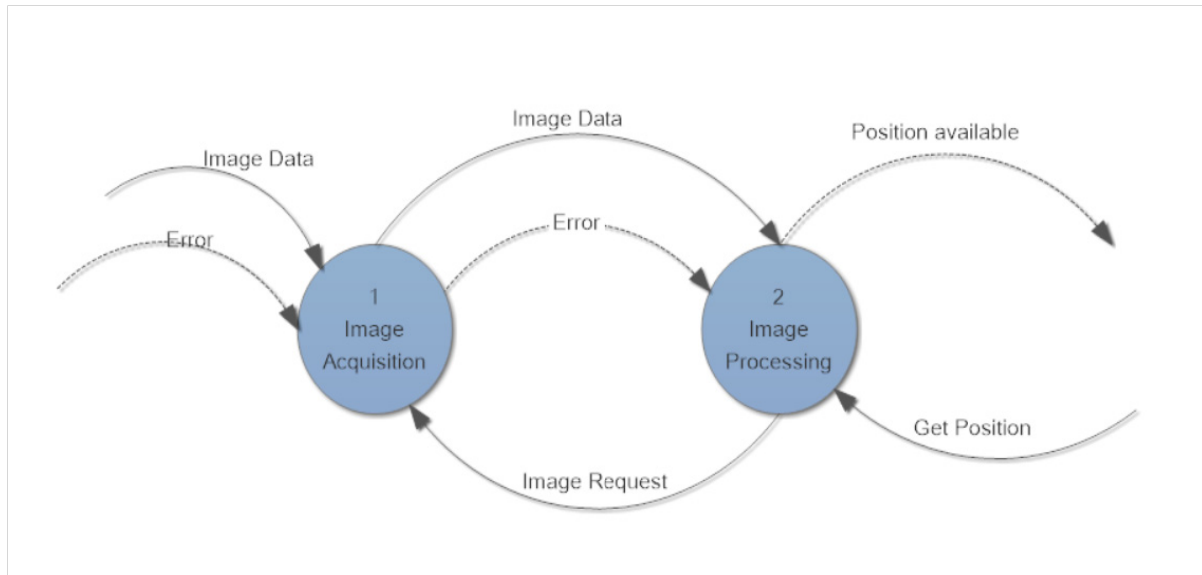 Image Data
Position available
Image Data
Error
Error
1
Image
Acquisition
2
Image
Processing
Get Position
Image Request